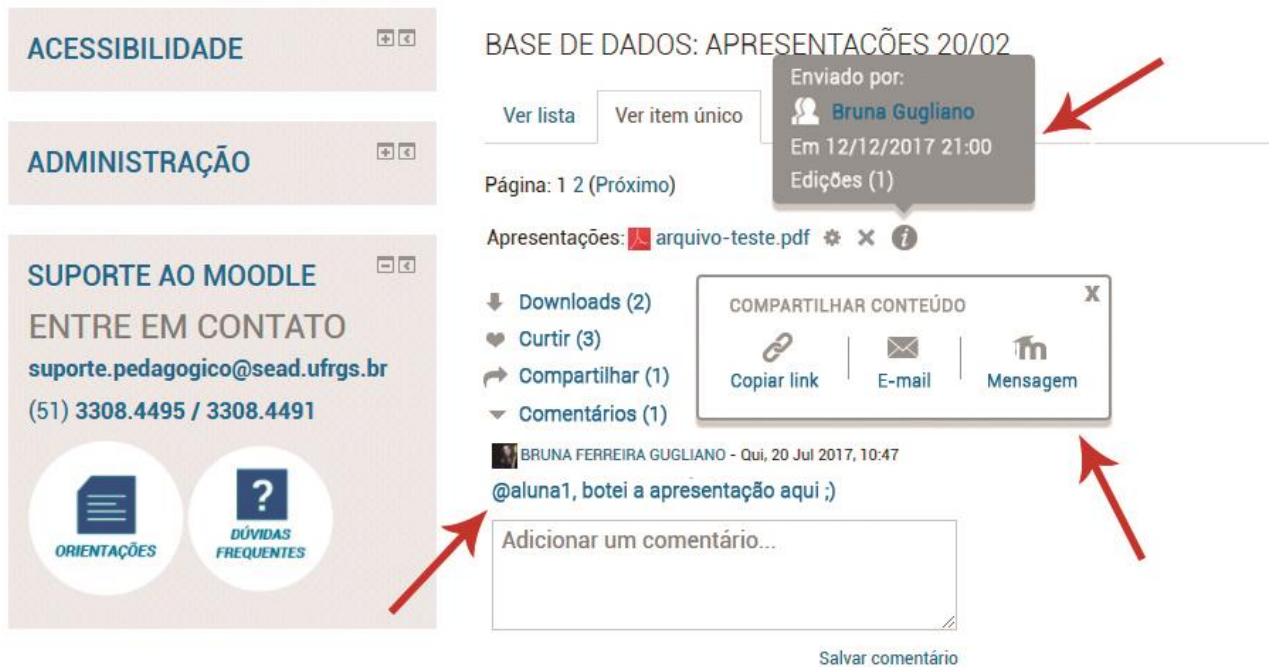 ACESSIBILIDADE
ADMINISTRAÇÃO
SUPORTE AO MOODLE
ENTRE EM CONTATO
suporte.pedagogico@sead.ufrgs.br
(51) 3308.4495 / 3308.4491
ORIENTAÇÕES
?
DÚVIDAS
FREQUENTES
BASE DE DADOS: APRESENTAÇÕES 20/02
Ver lista
Ver item único
Enviado por:
Bruna Gugliano
Em 12/12/2017 21:00
Edições (1)
Página: 1 2 (Próximo)
Apresentações: arquivo-teste.pdf
Downloads (2)
Curtir (3)
Compartilhar (1)
Comentários (1)
COMPARTILHAR CONTEÚDO X
Copiar link
E-mail
Mensagem
BRUNA FERREIRA GUGLIANO - Qui, 20 Jul 2017, 10:47
@aluna1, botei a apresentação aqui ;)
Adicionar um comentário...
Salvar comentário